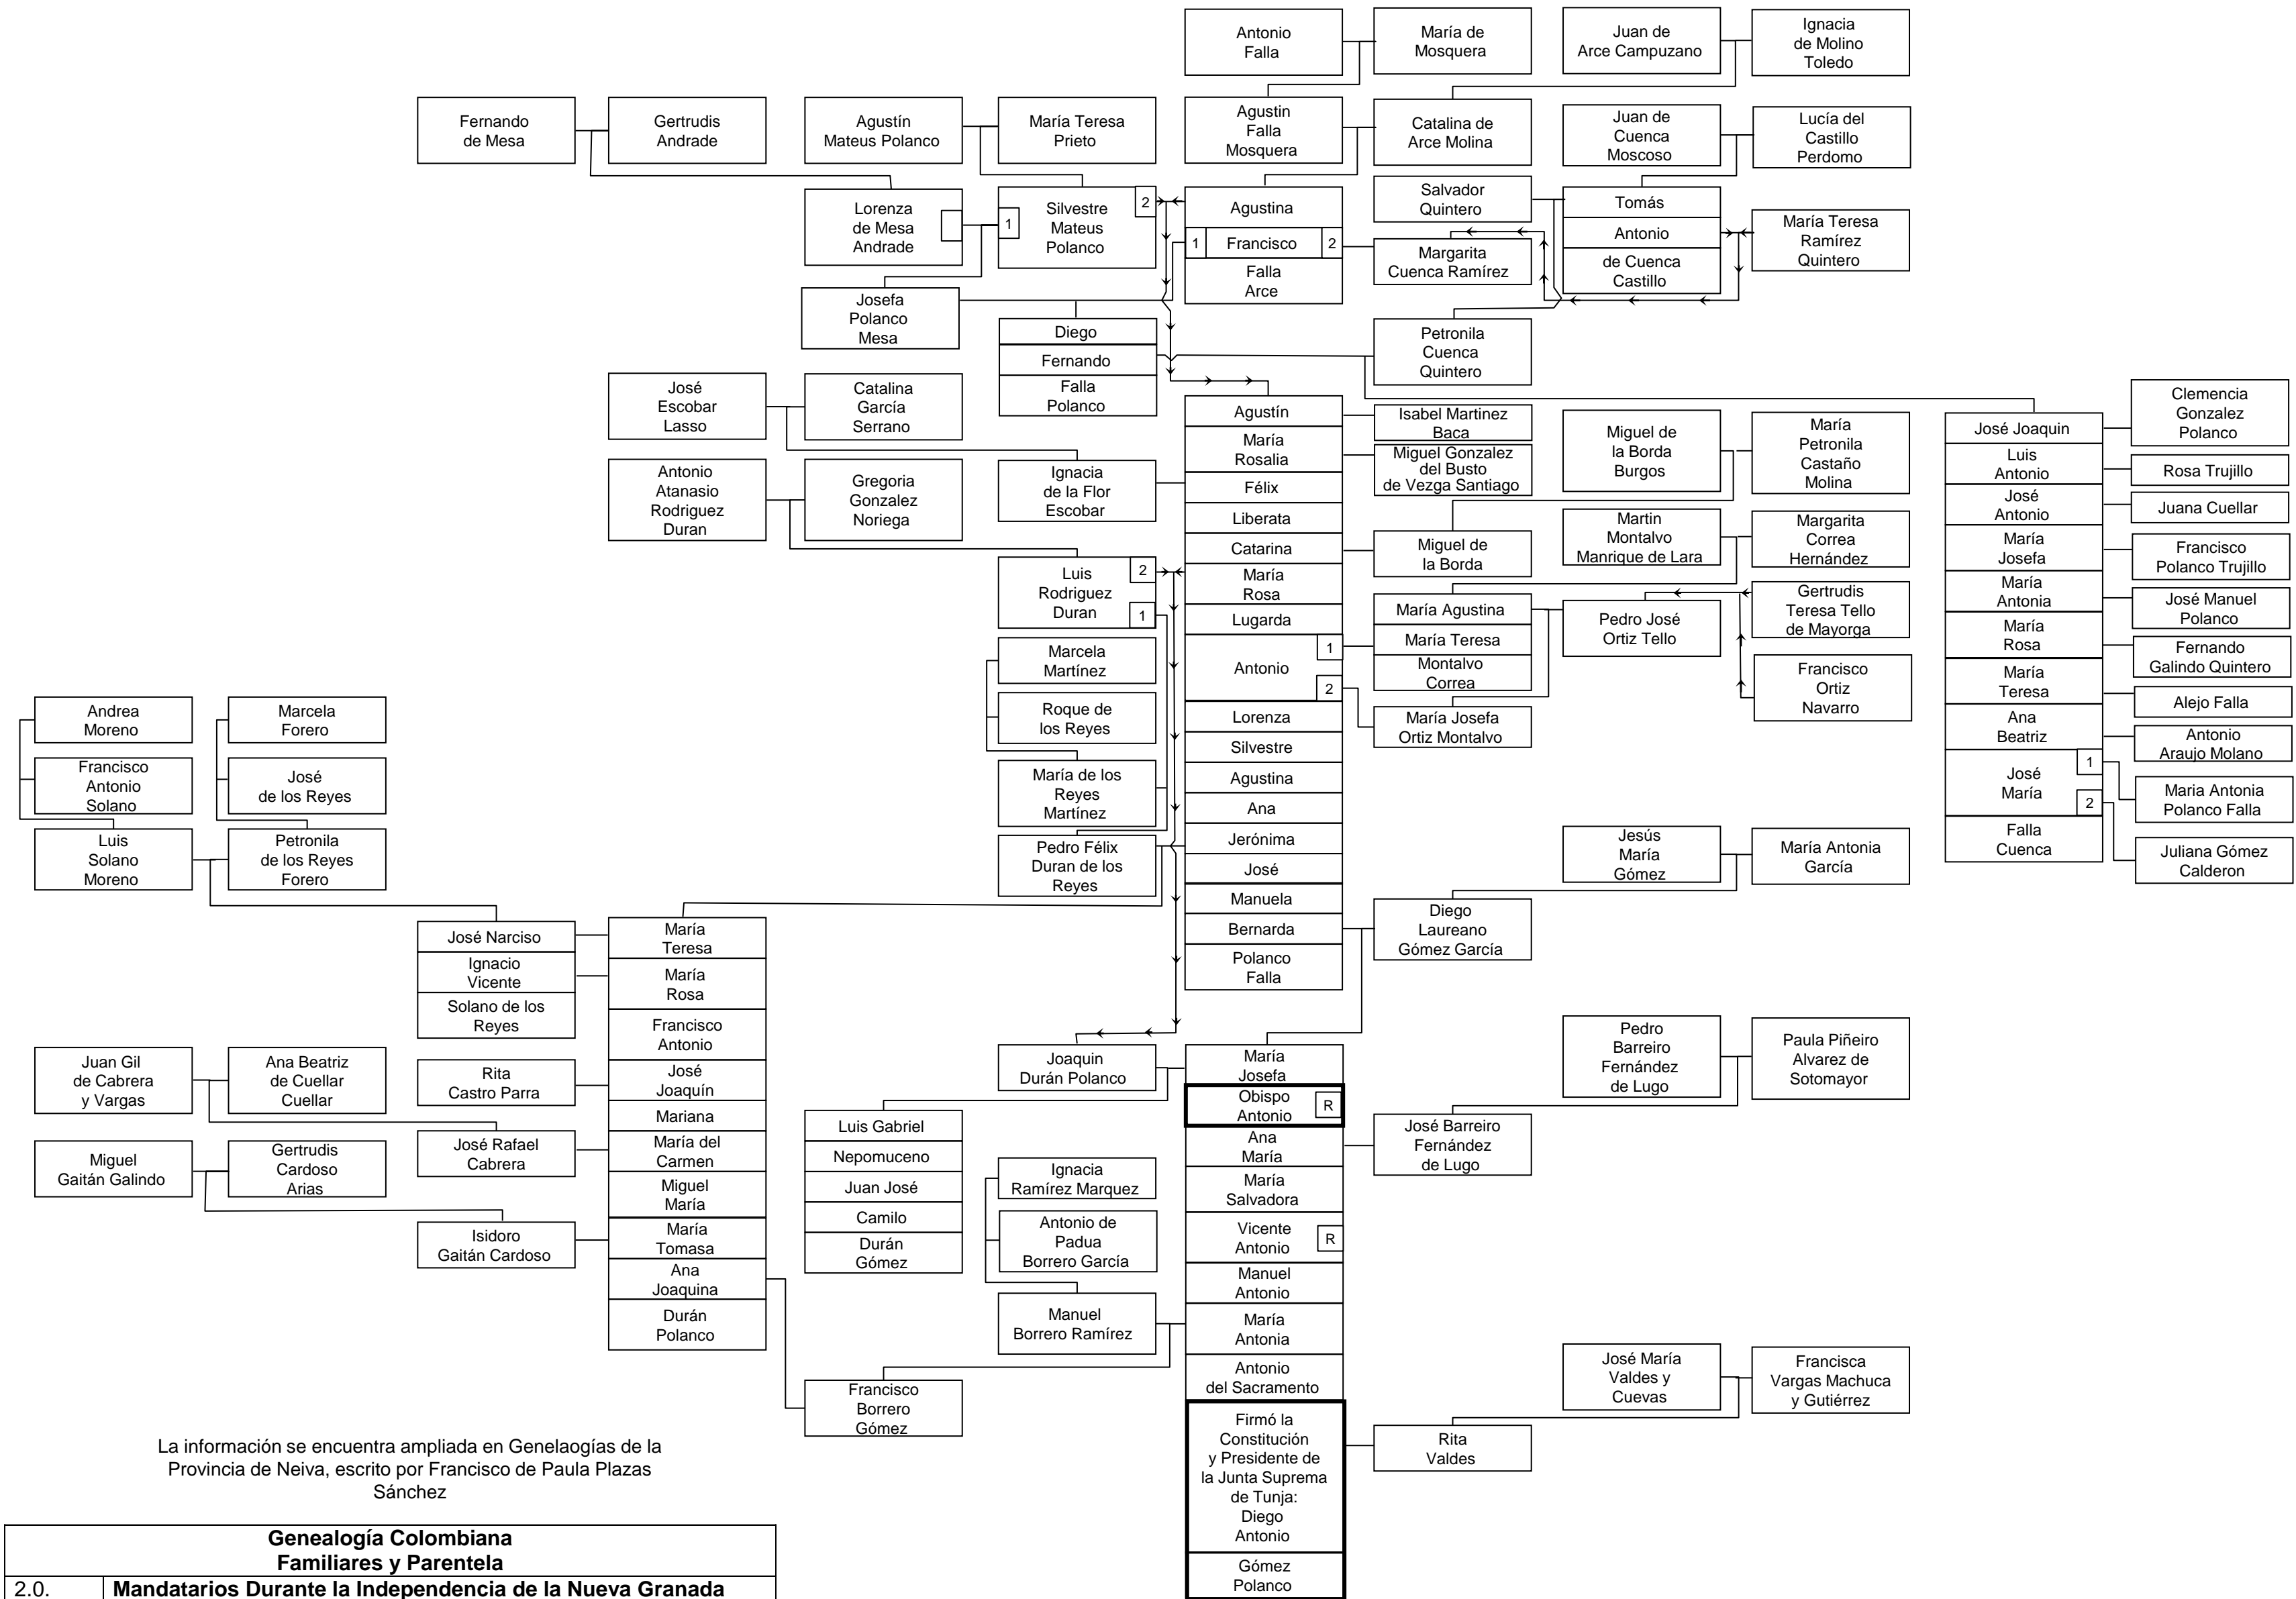 Antonio
Falla
María de
Mosquera
Juan de
Arce Campuzano
Ignacia
de Molino
Toledo
Fernando
de Mesa
Gertrudis
Andrade
Agustín
Mateus Polanco
María Teresa
Prieto
Agustin
Falla
Mosquera
Catalina de
Arce Molina
Juan de
Cuenca
Moscoso
Lucía del
Castillo
Perdomo
Lorenza
de Mesa
Andrade
1
Silvestre
Mateus
Polanco
2
Agustina
1
Francisco
2
Falla
Arce
Salvador
Quintero
Margarita
Cuenca Ramírez
Tomás
Antonio
de Cuenca
Castillo
María Teresa
Ramírez
Quintero
Josefa
Polanco
Mesa
Diego
Fernando
Falla
Polanco
Petronila
Cuenca
Quintero
José
Escobar
Lasso
Catalina
García
Serrano
Antonio
Atanasio
Rodriguez
Duran
Gregoria
Gonzalez
Noriega
Ignacia
de la Flor
Escobar
Luis
Rodriguez
Duran
2
1
Marcela
Martínez
Roque de
los Reyes
María de los
Reyes
Martínez
Pedro Félix
Duran de los
Reyes
Agustín
María
Rosalia
Félix
Liberata
Catarina
María
Rosa
Lugarda
Antonio
1
2
Lorenza
Silvestre
Agustina
Ana
Jerónima
José
Manuela
Bernarda
Polanco
Falla
Isabel Martinez
Baca
Miguel Gonzalez
del Busto
de Vezga Santiago
Miguel de
la Borda
María Agustina
María Teresa
Montalvo
Correa
María Josefa
Ortiz Montalvo
Miguel de
la Borda
Burgos
María
Petronila
Castaño
Molina
Martin
Montalvo
Manrique de Lara
Margarita
Correa
Hernández
Pedro José
Ortiz Tello
Gertrudis
Teresa Tello
de Mayorga
Francisco
Ortiz
Navarro
José Joaquin
Luis
Antonio
José
Antonio
María
Josefa
María
Antonia
María
Rosa
María
Teresa
Ana
Beatriz
José
María
1
2
Falla
Cuenca
Clemencia
Gonzalez
Polanco
Rosa Trujillo
Juana Cuellar
Francisco
Polanco Trujillo
José Manuel
Polanco
Fernando
Galindo Quintero
Alejo Falla
Antonio
Araujo Molano
Maria Antonia
Polanco Falla
Juliana Gómez
Calderon
Andrea
Moreno
Marcela
Forero
Francisco
Antonio
Solano
José
de los Reyes
Luis
Solano
Moreno
Petronila
de los Reyes
Forero
Jesús
María
Gómez
María Antonia
García
Diego
Laureano
Gómez García
José Narciso
Ignacio
Vicente
Solano de los
Reyes
María
Teresa
María
Rosa
Francisco
Antonio
José
Joaquín
Mariana
María del
Carmen
Miguel
María
María
Tomasa
Ana
Joaquina
Durán
Polanco
Juan Gil
de Cabrera
y Vargas
Ana Beatriz
de Cuellar
Cuellar
Rita
Castro Parra
Miguel
Gaitán Galindo
Gertrudis
Cardoso
Arias
José Rafael
Cabrera
Isidoro
Gaitán Cardoso
Joaquin
Durán Polanco
Luis Gabriel
Nepomuceno
Juan José
Camilo
Durán
Gómez
Ignacia
Ramírez Marquez
Antonio de
Padua
Borrero García
Manuel
Borrero Ramírez
Francisco
Borrero
Gómez
María
Josefa
Obispo
Antonio
R
Ana
María
María
Salvadora
Vicente
Antonio
R
Manuel
Antonio
María
Antonia
Antonio
del Sacramento
Firmó la
Constitución
y Presidente de
la Junta Suprema
de Tunja:
Diego
Antonio
Gómez
Polanco
Pedro
Barreiro
Fernández
de Lugo
Paula Piñeiro
Alvarez de
Sotomayor
José Barreiro
Fernández
de Lugo
José María
Valdes y
Cuevas
Francisca
Vargas Machuca
y Gutiérrez
Rita
Valdes
La información se encuentra ampliada en Genelaogías de la
Provincia de Neiva, escrito por Francisco de Paula Plazas
Sánchez
Genealogía Colombiana
Familiares y Parentela
2.0. Mandatarios Durante la Independencia de la Nueva Granada